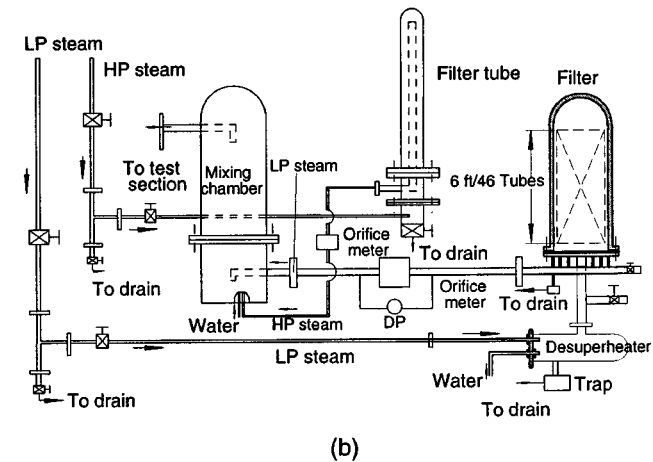 LP steam
HP steam
Filter tube
Filter
To test
section
Mixing
chamber
LP steam
6 ft/46 Tubes
Orifice
meter
To drain
To drain
Orifice
meter
To drain
Water
HP steam
DP
LP steam
Desuperheater
Water
Trap
To drain
To drain
(b)